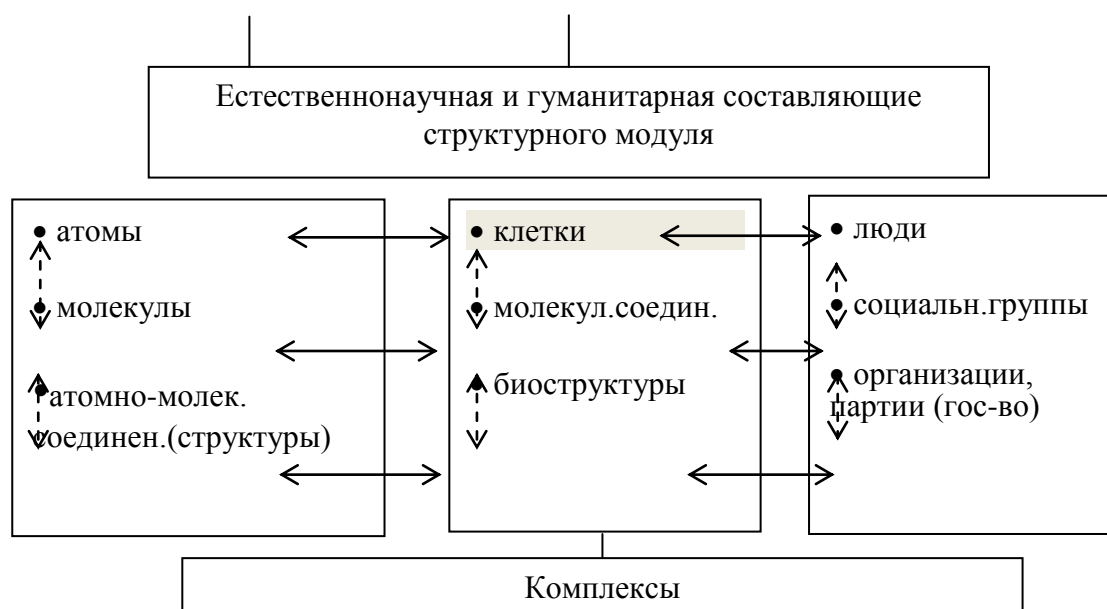 Естественнонаучная и гуманитарная составляющие
структурного модуля
• атомы
• молекулы
• атомно-молек.
соединен.(структуры)
• клетки
• молекул.соедин.
• биоструктуры
• люди
• социальн.группы
• организации,
партии (гос-во)
Комплексы